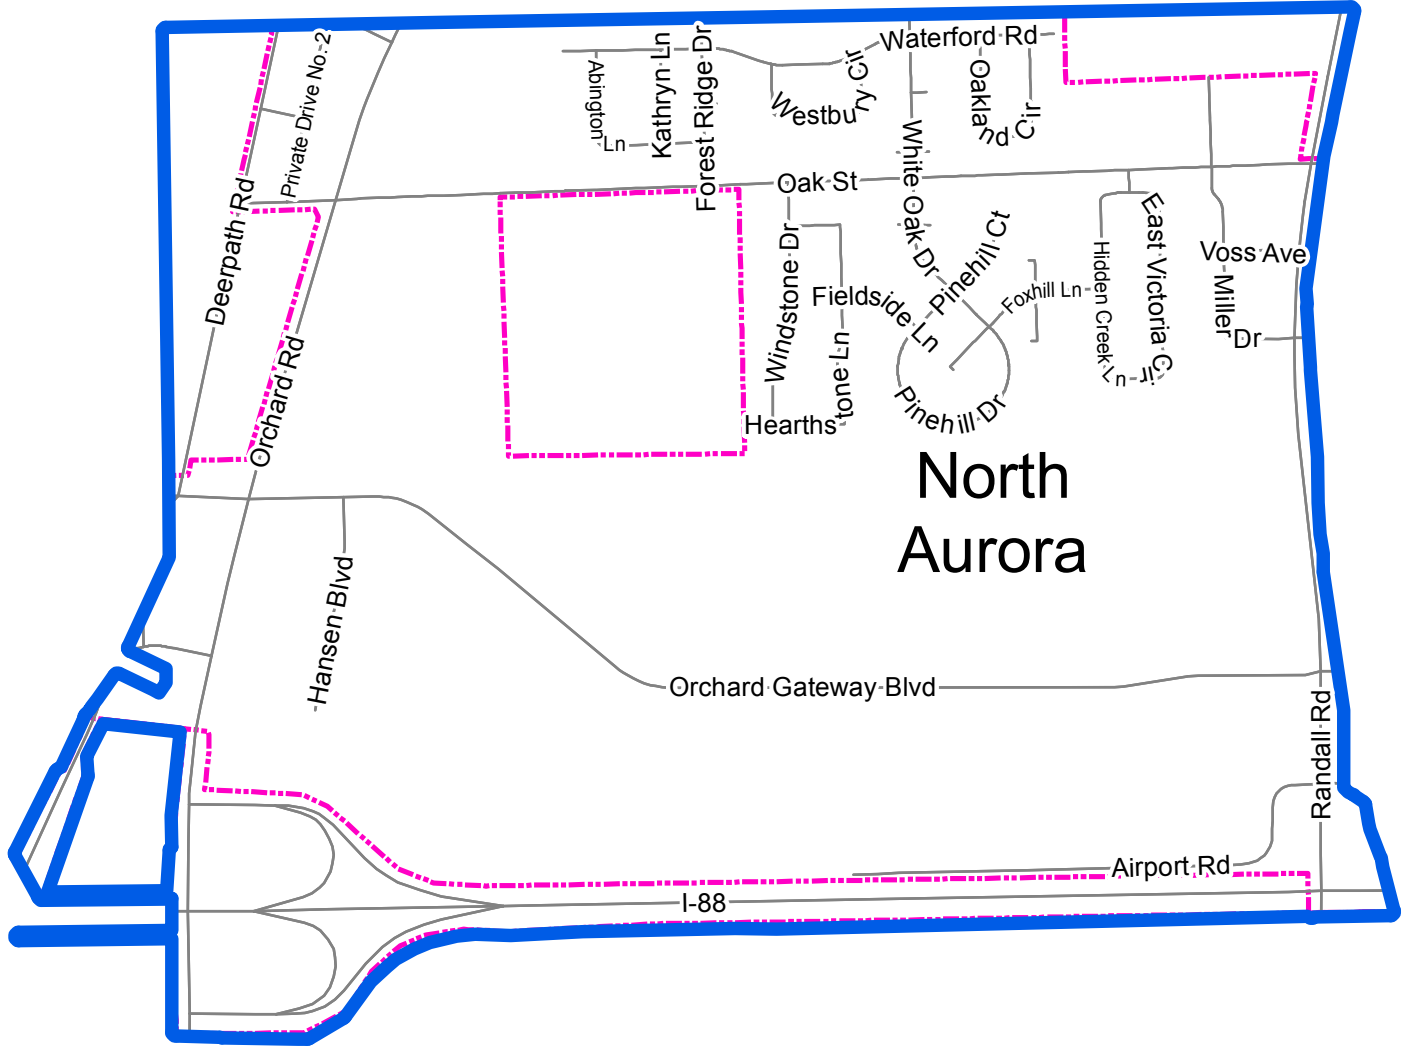 Private Drive No. 2
Abington
Ln
Kathryn Ln
Forest Ridge Dr
Westbury Cir
Waterford Rd
Oakland Cir
White Oak Dr
Oak St
Deerpath Rd
Orchard Rd
Windstone Dr
Fieldside Ln
Hearthstone Ln
Pinehill Ct
Foxhill Ln
Pinehill Dr
Hidden Creek Ln
East Victoria Cir
Voss Ave
Miller Dr
North
Aurora
Hansen Blvd
Orchard Gateway Blvd
Randall Rd
Airport Rd
I-88